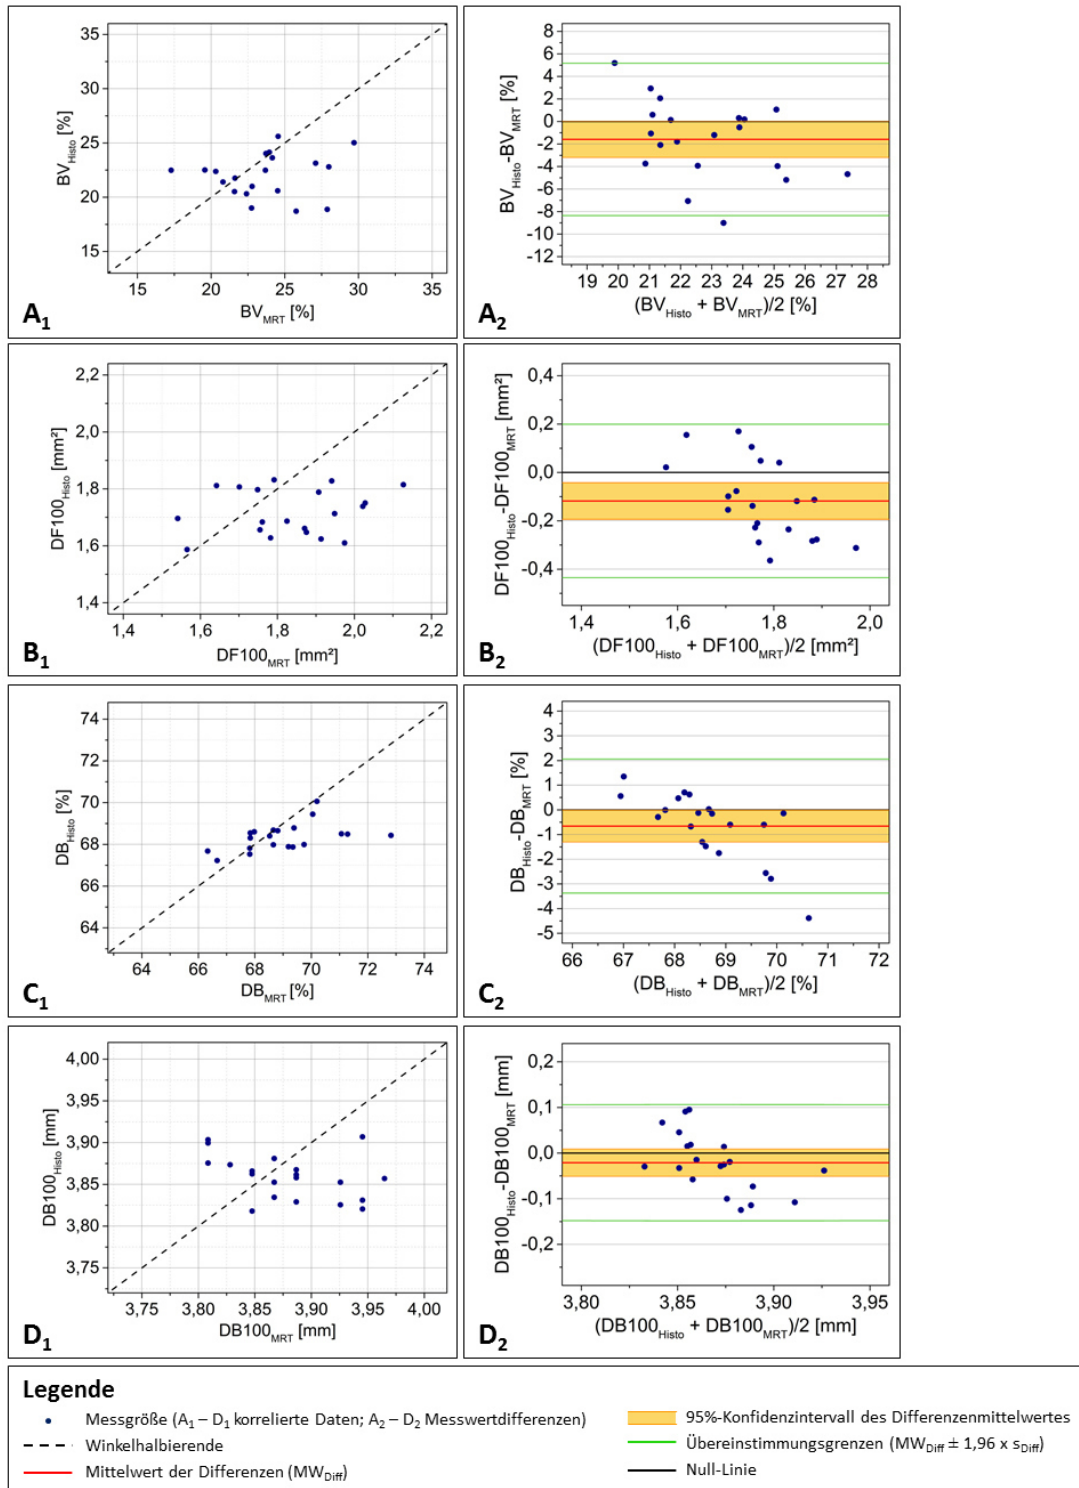 35
30
25
20
15
BV_Histo [%]
15 20 25 30 35
BV_MRT [%]
A₁
8
6
4
2
0
-2
-4
-6
-8
-10
-12
BV_Histo-BV_MRT [%]
19 20 21 22 23 24 25 26 27 28
(BV_Histo + BV_MRT)/2 [%]
A₂
2,2
2,0
1,8
1,6
1,4
DF100_Histo [mm²]
1,4 1,6 1,8 2,0 2,2
DF100_MRT [mm²]
B₁
0,4
0,2
0,0
-0,2
-0,4
DF100_Histo-DF100_MRT [mm²]
1,4 1,6 1,8 2,0
(DF100_Histo + DF100_MRT)/2 [mm²]
B₂
74
72
70
68
66
64
DB_Histo [%]
64 66 68 70 72 74
DB_MRT [%]
C₁
4
3
2
1
0
-1
-2
-3
-4
-5
DB_Histo-DB_MRT [%]
66 67 68 69 70 71 72
(DB_Histo + DB_MRT)/2 [%]
C₂
4,00
3,95
3,90
3,85
3,80
3,75
DB100_Histo [mm]
3,75 3,80 3,85 3,90 3,95 4,00
DB100_MRT [mm]
D₁
0,2
0,1
0,0
-0,1
-0,2
DB100_Histo-DB100_MRT [mm]
3,80 3,85 3,90 3,95
(DB100_Histo + DB100_MRT)/2 [mm]
D₂
Legende
Messgröße (A₁ – D₁ korrelierte Daten; A₂ – D₂ Messwertdifferenzen)
Winkelhalbierende
Mittelwert der Differenzen (MW_Diff)
95%-Konfidenzintervall des Differenzenmittelwertes
Übereinstimmungsgrenzen (MW_Diff ± 1,96 x s_Diff)
Null-Linie